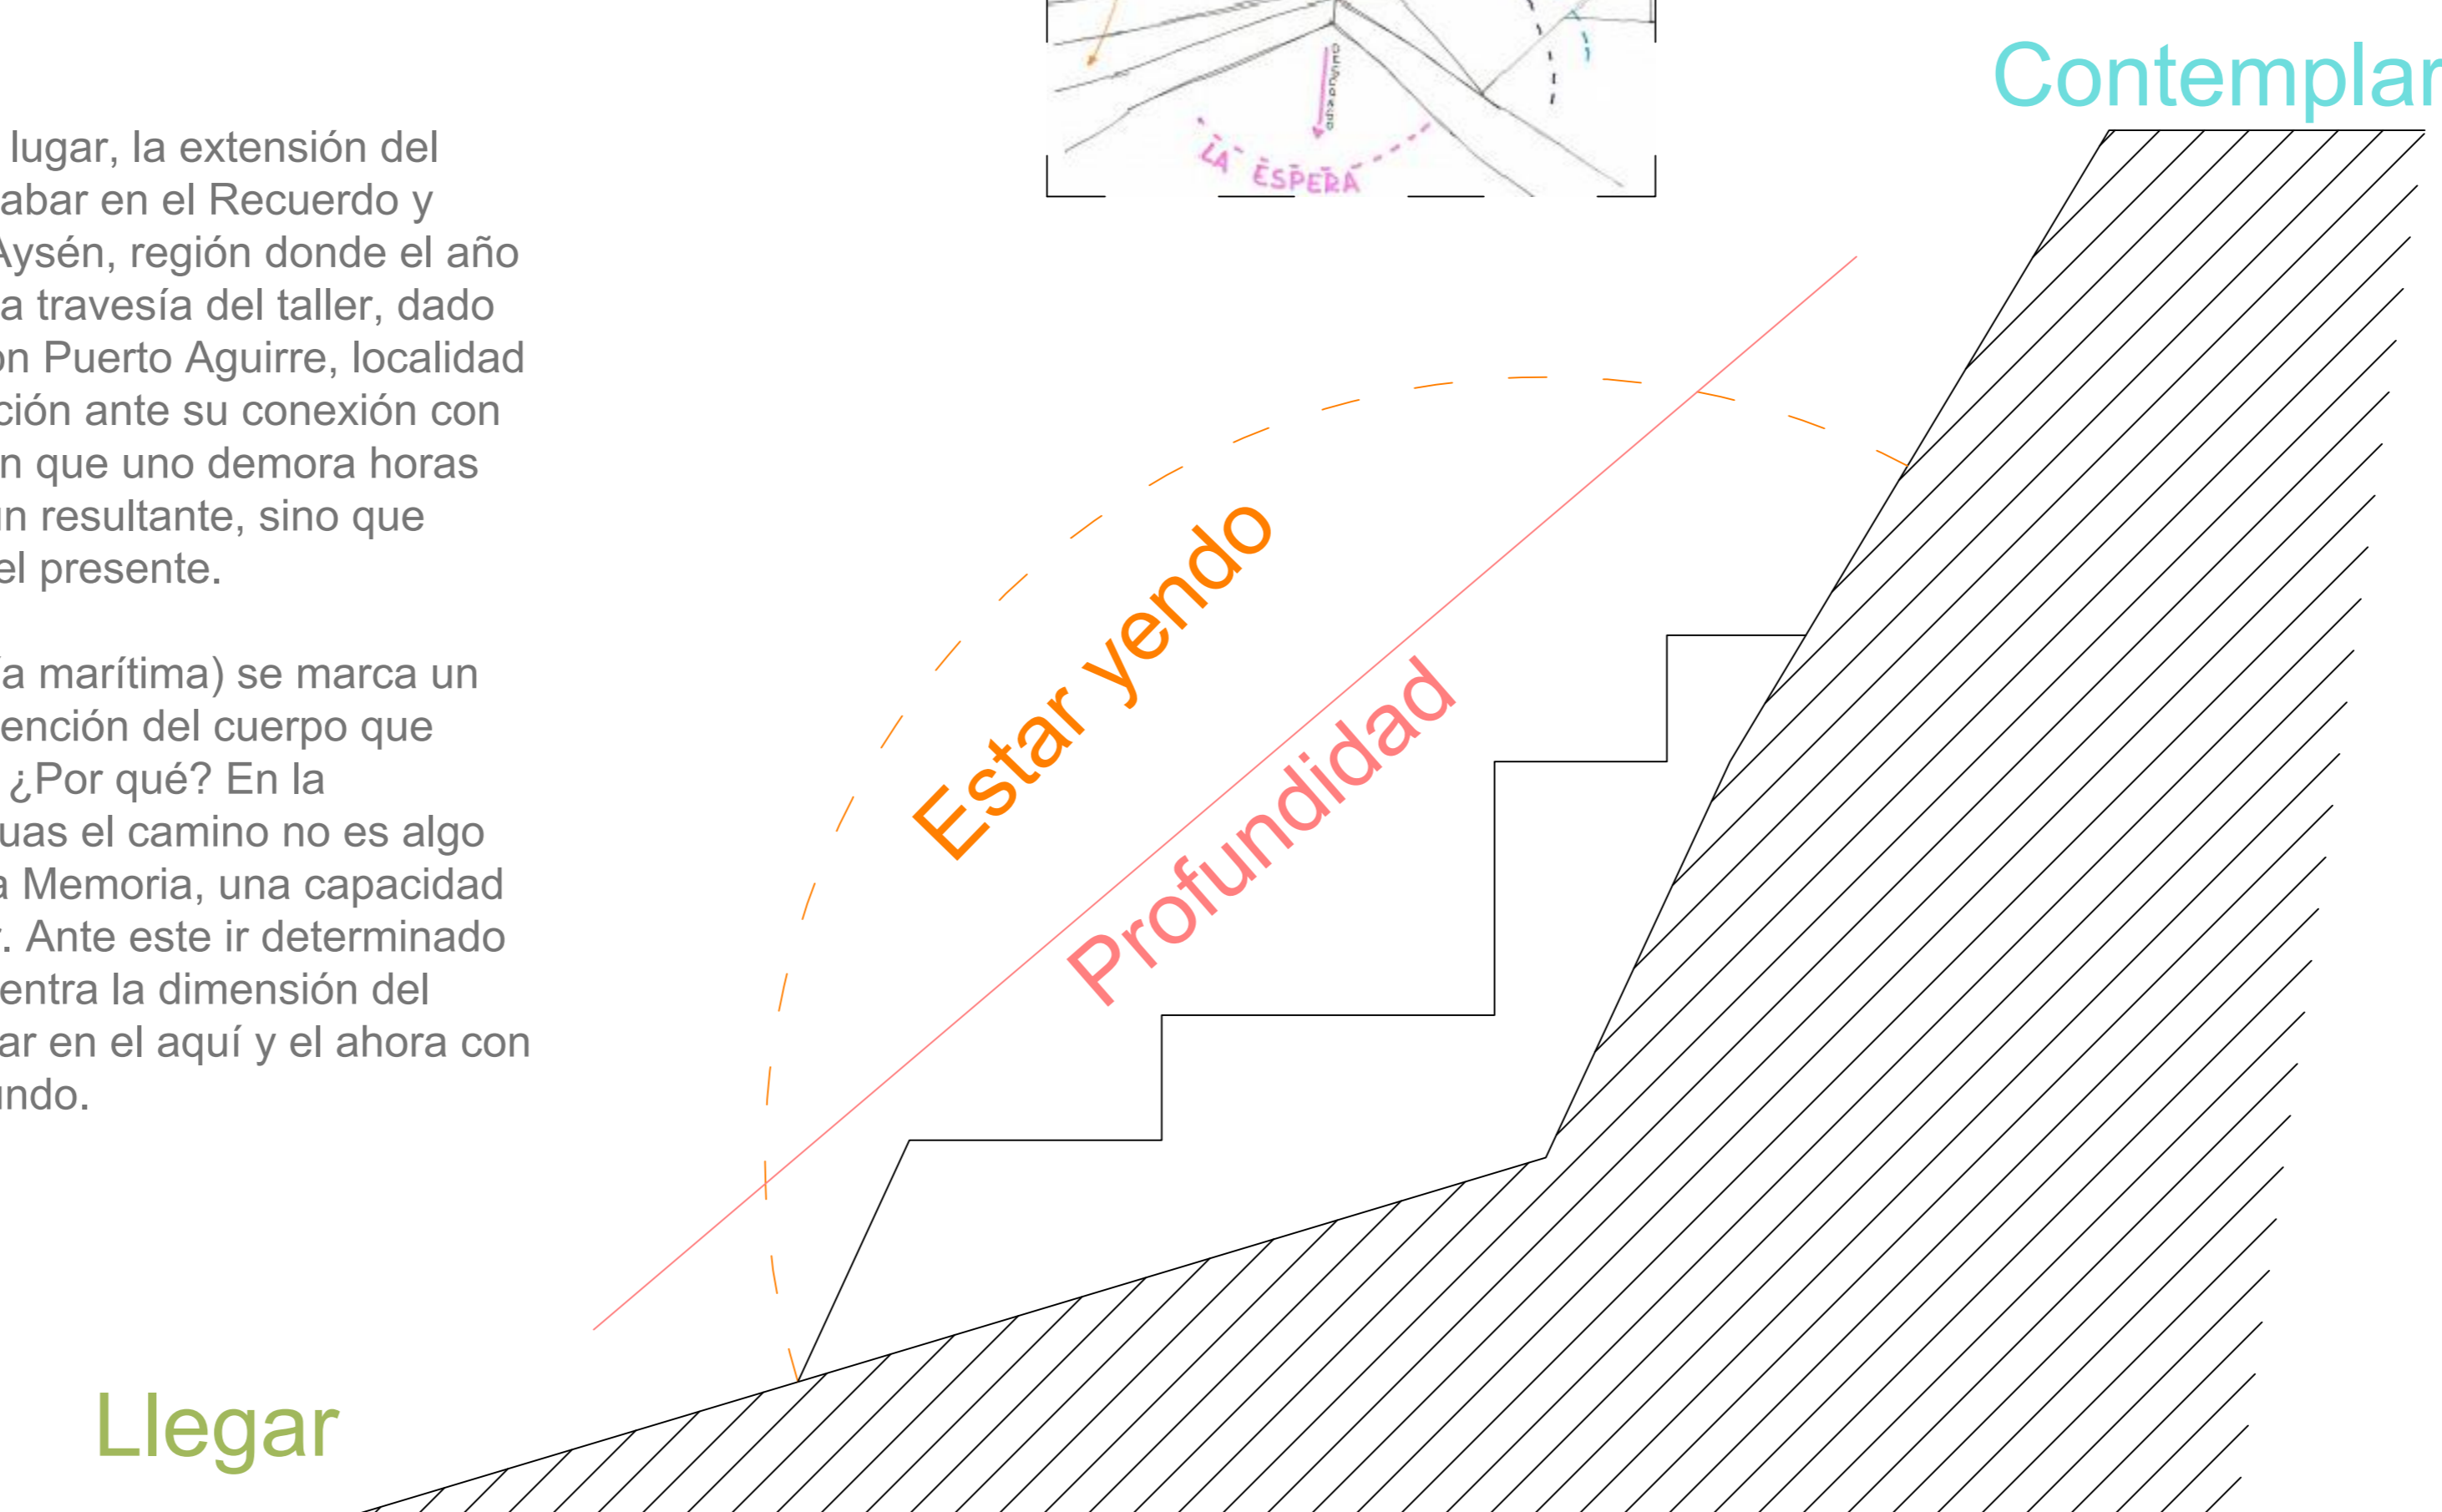 lugar, la extensión del
abar en el Recuerdo y
Aysén, región donde el año
a travesía del taller, dado
on Puerto Aguirre, localidad
ción ante su conexión con
n que uno demora horas
un resultante, sino que
el presente.
ía marítima) se marca un
ención del cuerpo que
¿Por qué? En la
uas el camino no es algo
a Memoria, una capacidad
r. Ante este ir determinado
entra la dimensión del
ar en el aquí y el ahora con
undo.
LA ESPERA
Contemplar
Estar yendo
Profundidad
Llegar